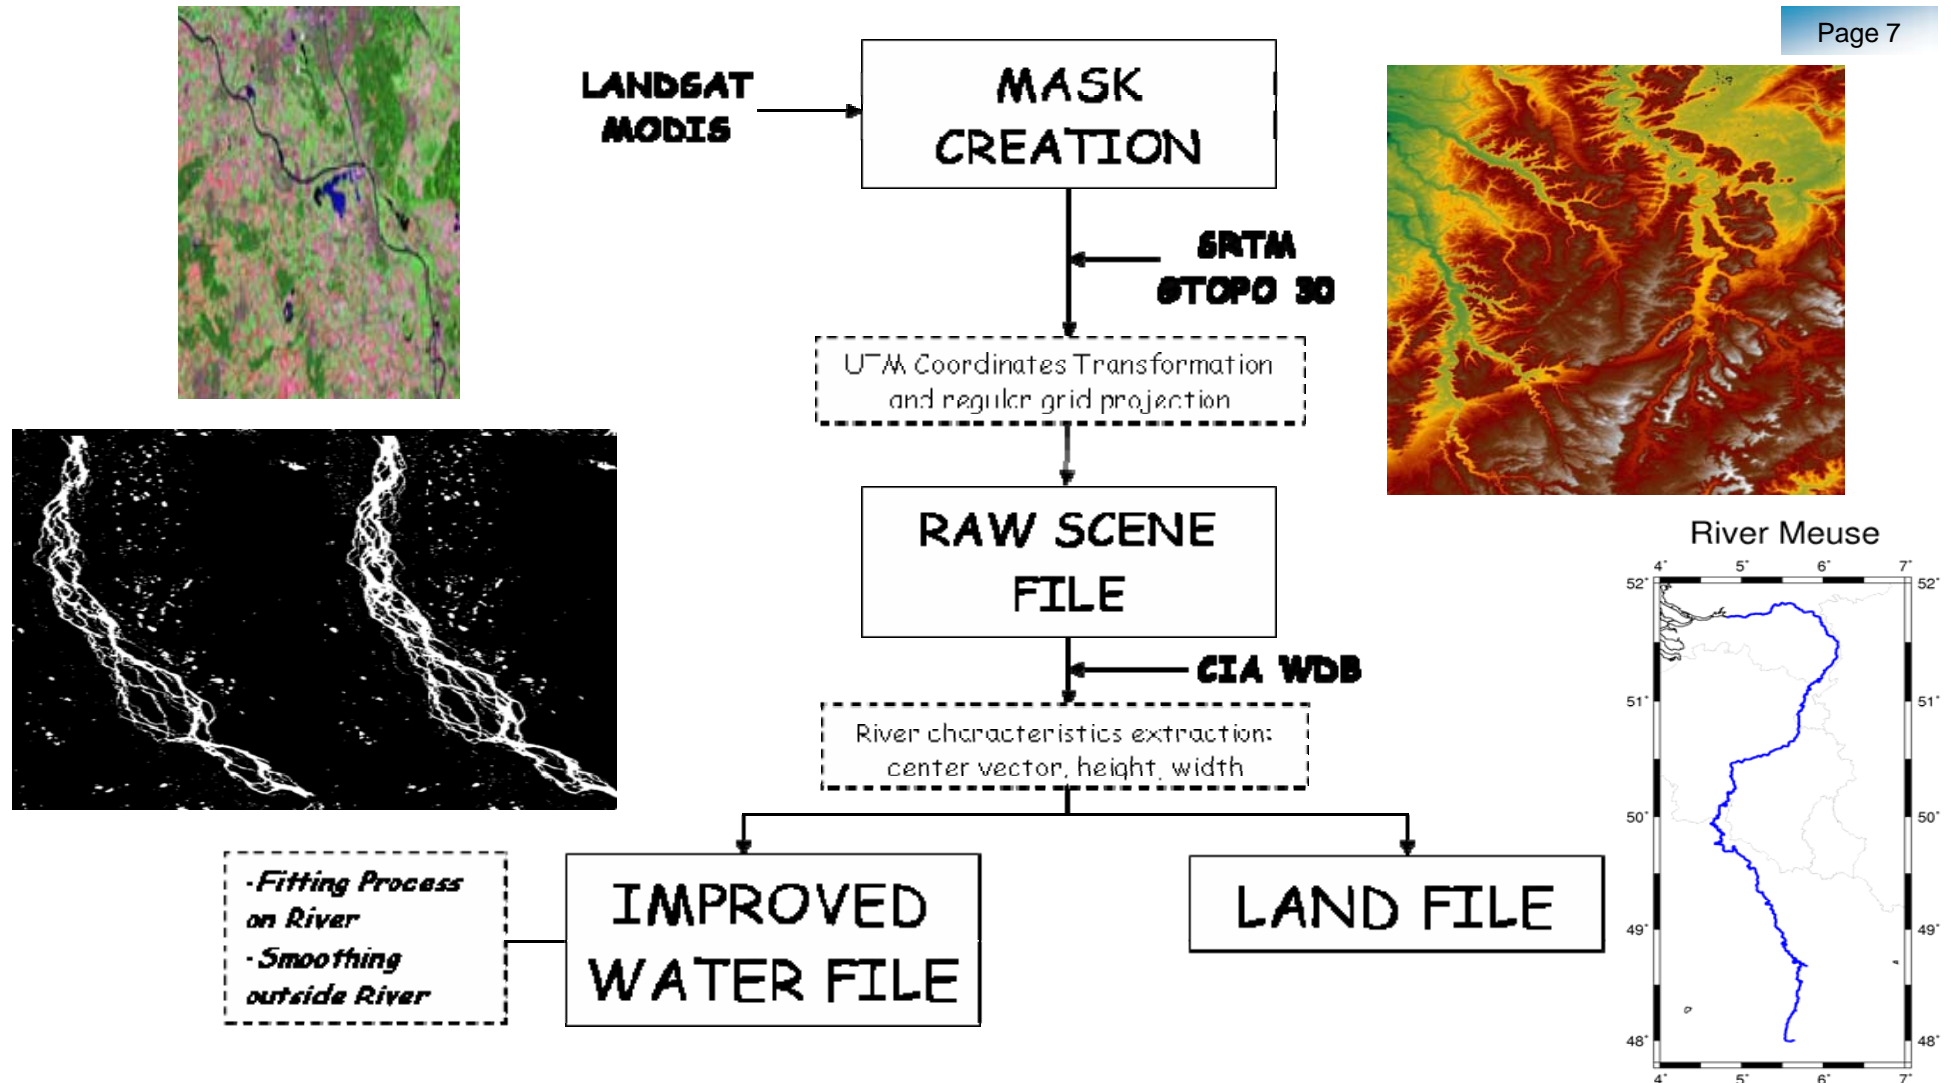 Page 7
LANDSAT
MODIS
MASK
CREATION
SRTM
GTOPO 30
UTM Coordinates Transformation
and regular grid projection
RAW SCENE
FILE
CIA WDB
River characteristics extraction:
center vector, height, width
-Fitting Process
on River
-Smoothing
outside River
IMPROVED
WATER FILE
LAND FILE
River Meuse
4° 5° 6° 7°
52° 52°
51° 51°
50° 50°
49° 49°
48° 48°
4° 5° 6° 7°